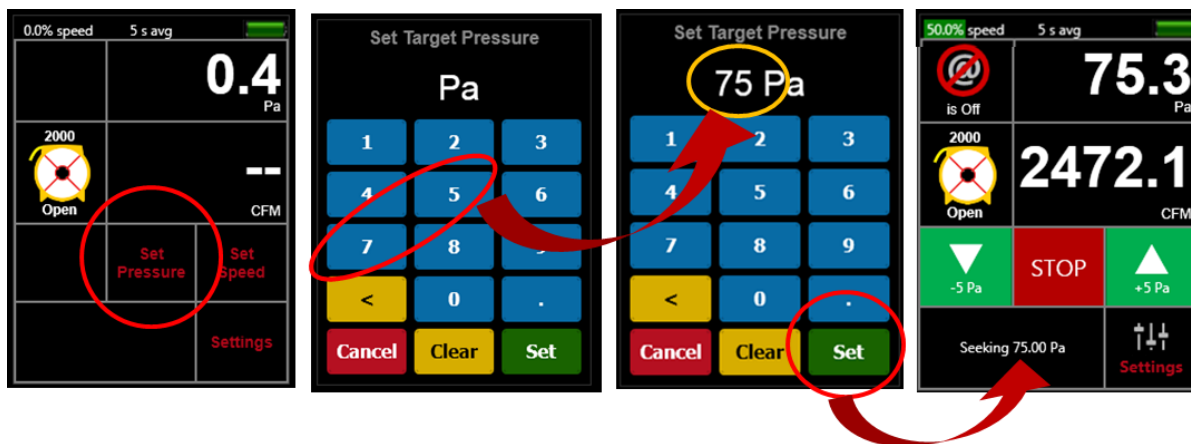 0.0% speed 5 s avg
0.4
Pa
2000
Open
--
CFM
Set
Pressure
Set
Speed
Settings
Set Target Pressure
Pa
1 2 3
4 5 6
7 8 9
< 0 .
Cancel Clear Set
Set Target Pressure
75 Pa
1 2 3
4 5 6
7 8 9
< 0 .
Cancel Clear Set
50.0% speed 5 s avg
@
is Off
75.3
Pa
2000
Open
2472.1
CFM
-5 Pa
STOP
+5 Pa
Seeking 75.00 Pa
Settings